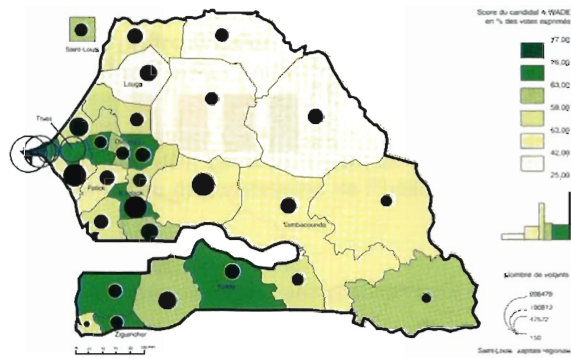 Score du candidat A WADE
en % des votes exprimés
77,00
76,00
63,00
58,00
53,00
42,00
25,00
Saint-Louis
Louga
Thies
Fatick
Tambacounda
Kolda
Ziguinchor
Nombre de votants
Saint-Louis capitale régionale